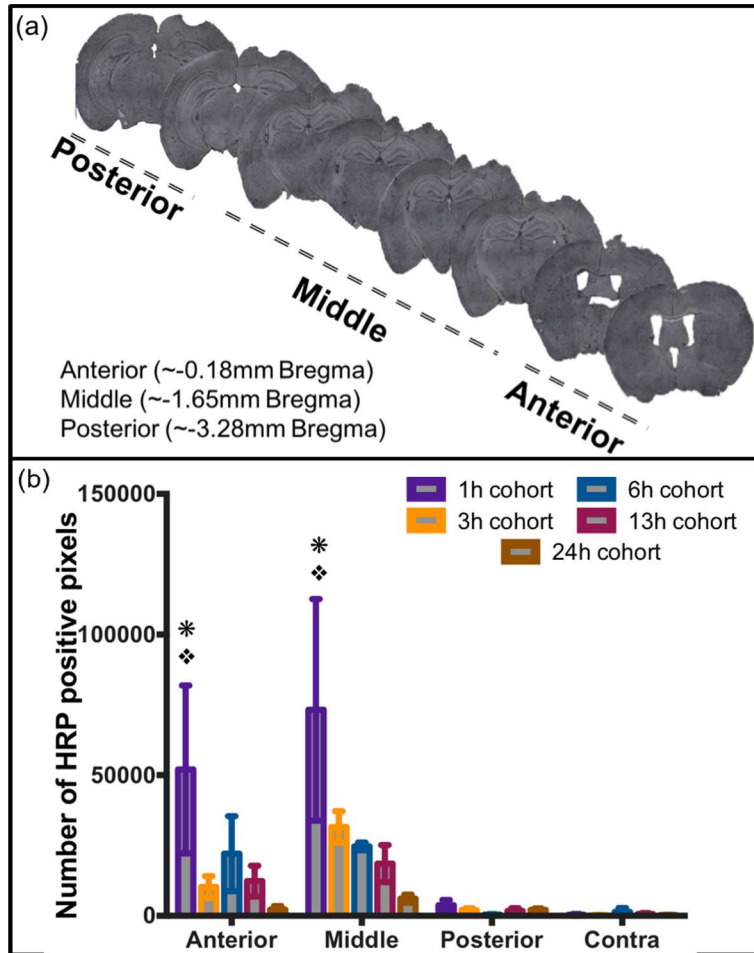 (a)
Posterior
Middle
Anterior
Anterior (~-0.18mm Bregma)
Middle (~-1.65mm Bregma)
Posterior (~-3.28mm Bregma)
(b)
Number of HRP positive pixels
150000
100000
50000
0
1h cohort
6h cohort
3h cohort
13h cohort
24h cohort
Anterior
Middle
Posterior
Contra